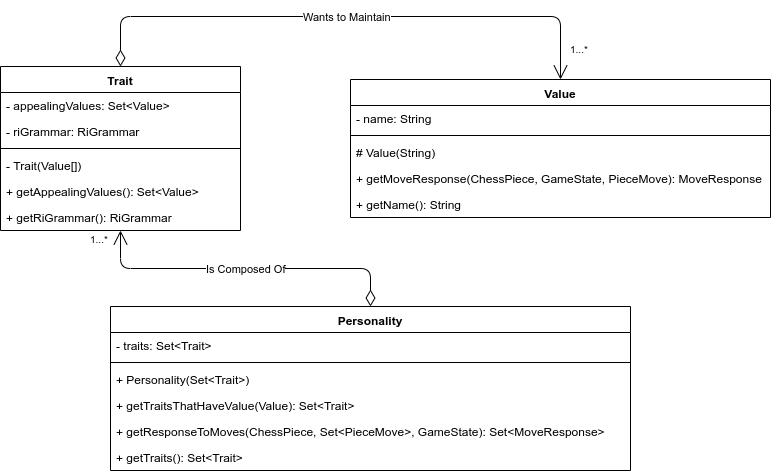 Wants to Maintain
1...*
Trait
- appealingValues: Set<Value>
- riGrammar: RiGrammar
- Trait(Value[])
+ getAppealingValues(): Set<Value>
+ getRiGrammar(): RiGrammar
Value
- name: String
# Value(String)
+ getMoveResponse(ChessPiece, GameState, PieceMove): MoveResponse
+ getName(): String
1...*
Is Composed Of
Personality
- traits: Set<Trait>
+ Personality(Set<Trait>)
+ getTraitsThatHaveValue(Value): Set<Trait>
+ getResponseToMoves(ChessPiece, Set<PieceMove>, GameState): Set<MoveResponse>
+ getTraits(): Set<Trait>